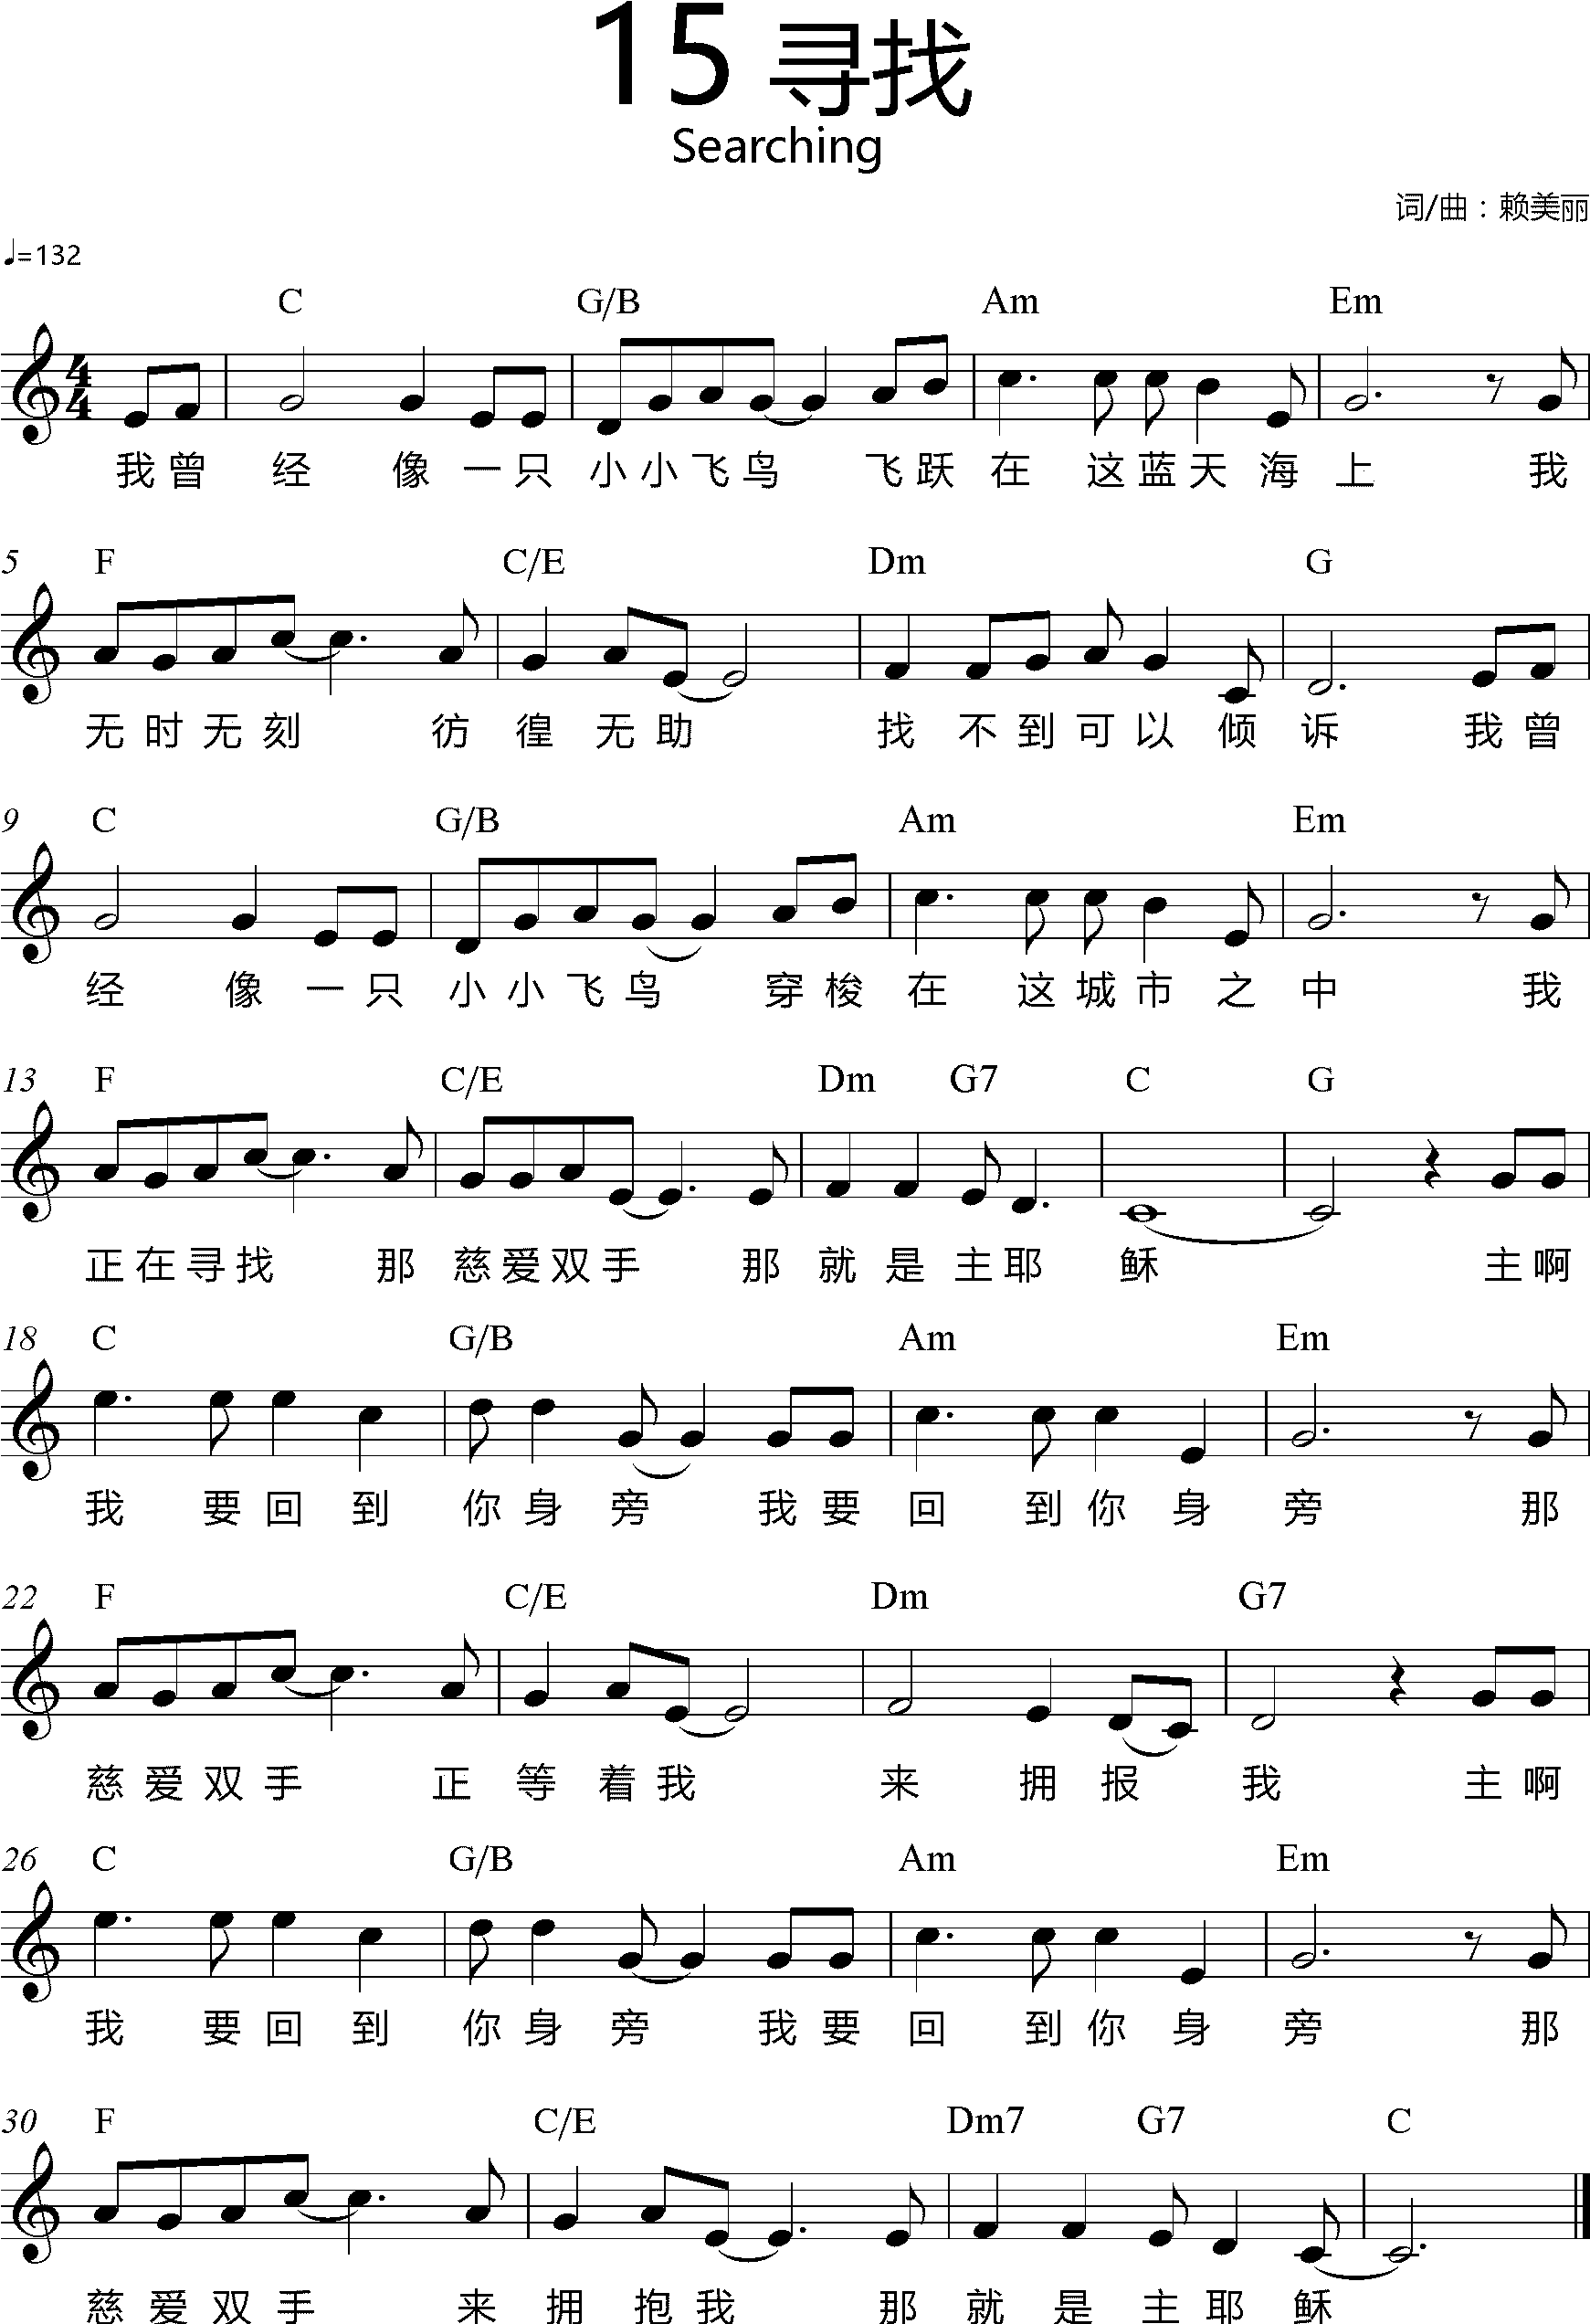 15 寻找
Searching
词/曲：赖美丽
♩=132
C G/B Am Em
4/4
我曾 经 像 一 只 小 小 飞 鸟 飞 跃 在 这 蓝 天 海 上 我
5 F C/E Dm G
无 时 无 刻 彷 徨 无 助 找 不 到 可 以 倾 诉 我 曾
9 C G/B Am Em
经 像 一 只 小 小 飞 鸟 穿 梭 在 这 城 市 之 中 我
13 F C/E Dm G7 C G
正 在 寻 找 那 慈 爱 双 手 那 就 是 主 耶 稣 主 啊
18 C G/B Am Em
我 要 回 到 你 身 旁 我 要 回 到 你 身 旁 那
22 F C/E Dm G7
慈 爱 双 手 正 等 着 我 来 拥 报 我 主 啊
26 C G/B Am Em
我 要 回 到 你 身 旁 我 要 回 到 你 身 旁 那
30 F C/E Dm7 G7 C
慈 爱 双 手 来 拥 抱 我 那 就 是 主 耶 稣